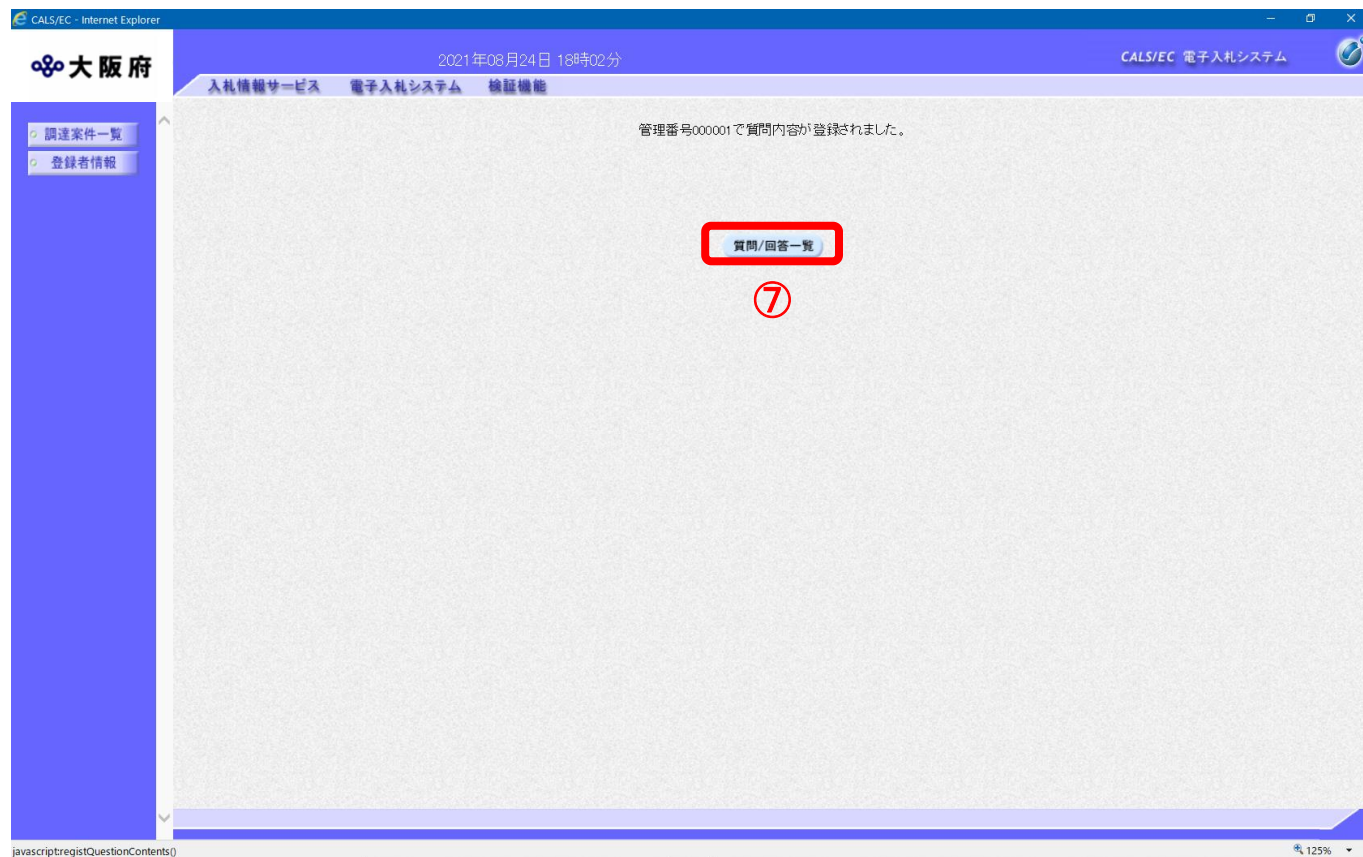 CALS/EC - Internet Explorer
大阪府
2021年08月24日 18時02分
CALS/EC 電子入札システム
入札情報サービス 電子入札システム 検証機能
調達案件一覧
登録者情報
管理番号000001で質問内容が登録されました。
質問/回答一覧
⑦
javascript:registQuestionContents()
125%